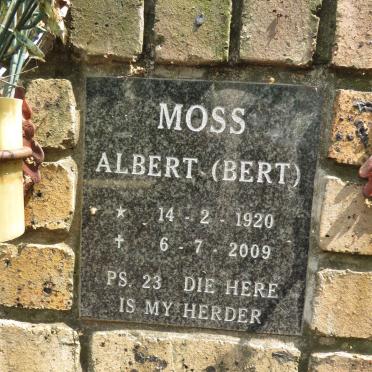 MOSS
ALBERT (BERT)
★ 14 - 2 - 1920
✝ 6 - 7 - 2009
PS. 23 DIE HERE
IS MY HERDER